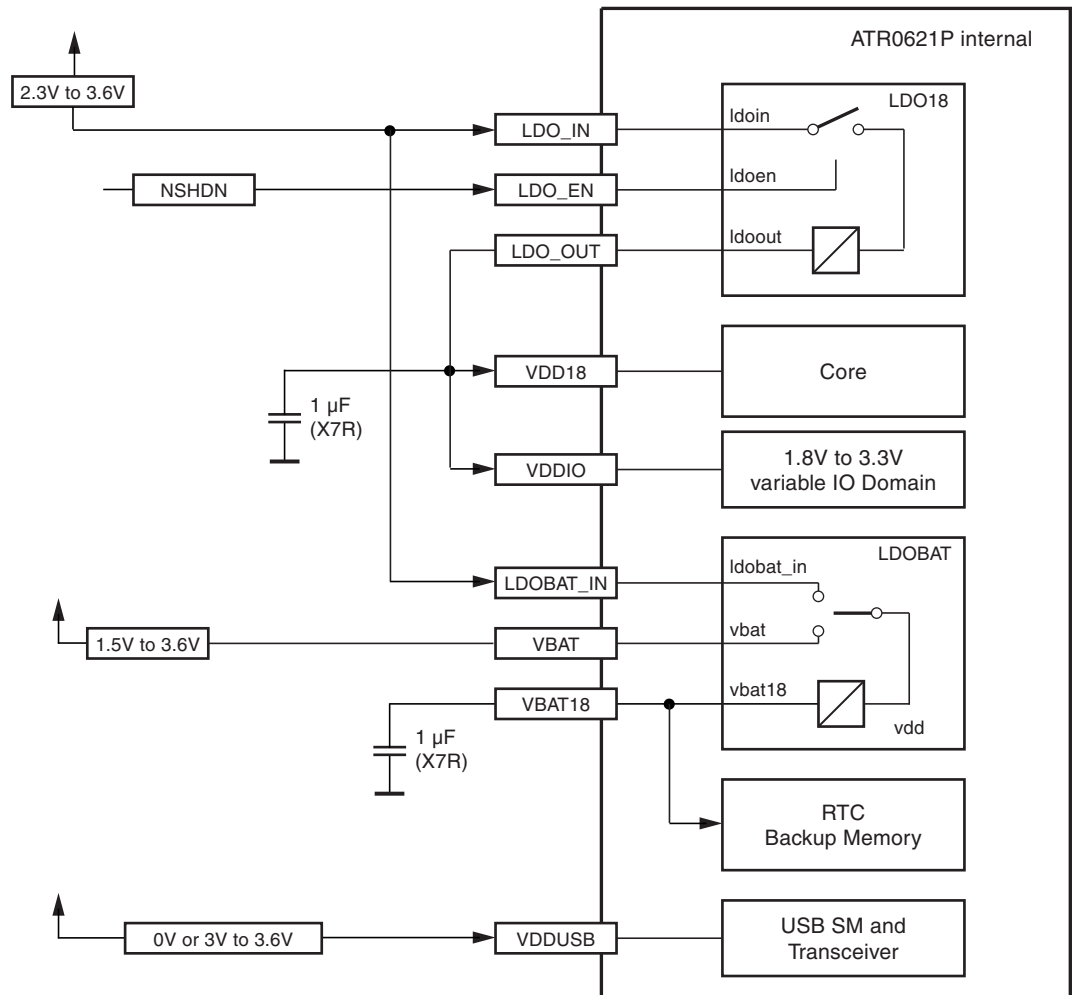 ATR0621P internal
2.3V to 3.6V
LDO18
LDO_IN
ldoin
NSHDN
LDO_EN
ldoen
LDO_OUT
ldoout
VDD18
Core
1 µF
(X7R)
VDDIO
1.8V to 3.3V
variable IO Domain
LDOBAT
LDOBAT_IN
ldobat_in
1.5V to 3.6V
VBAT
vbat
VBAT18
vbat18
vdd
1 µF
(X7R)
RTC
Backup Memory
0V or 3V to 3.6V
VDDUSB
USB SM and
Transceiver